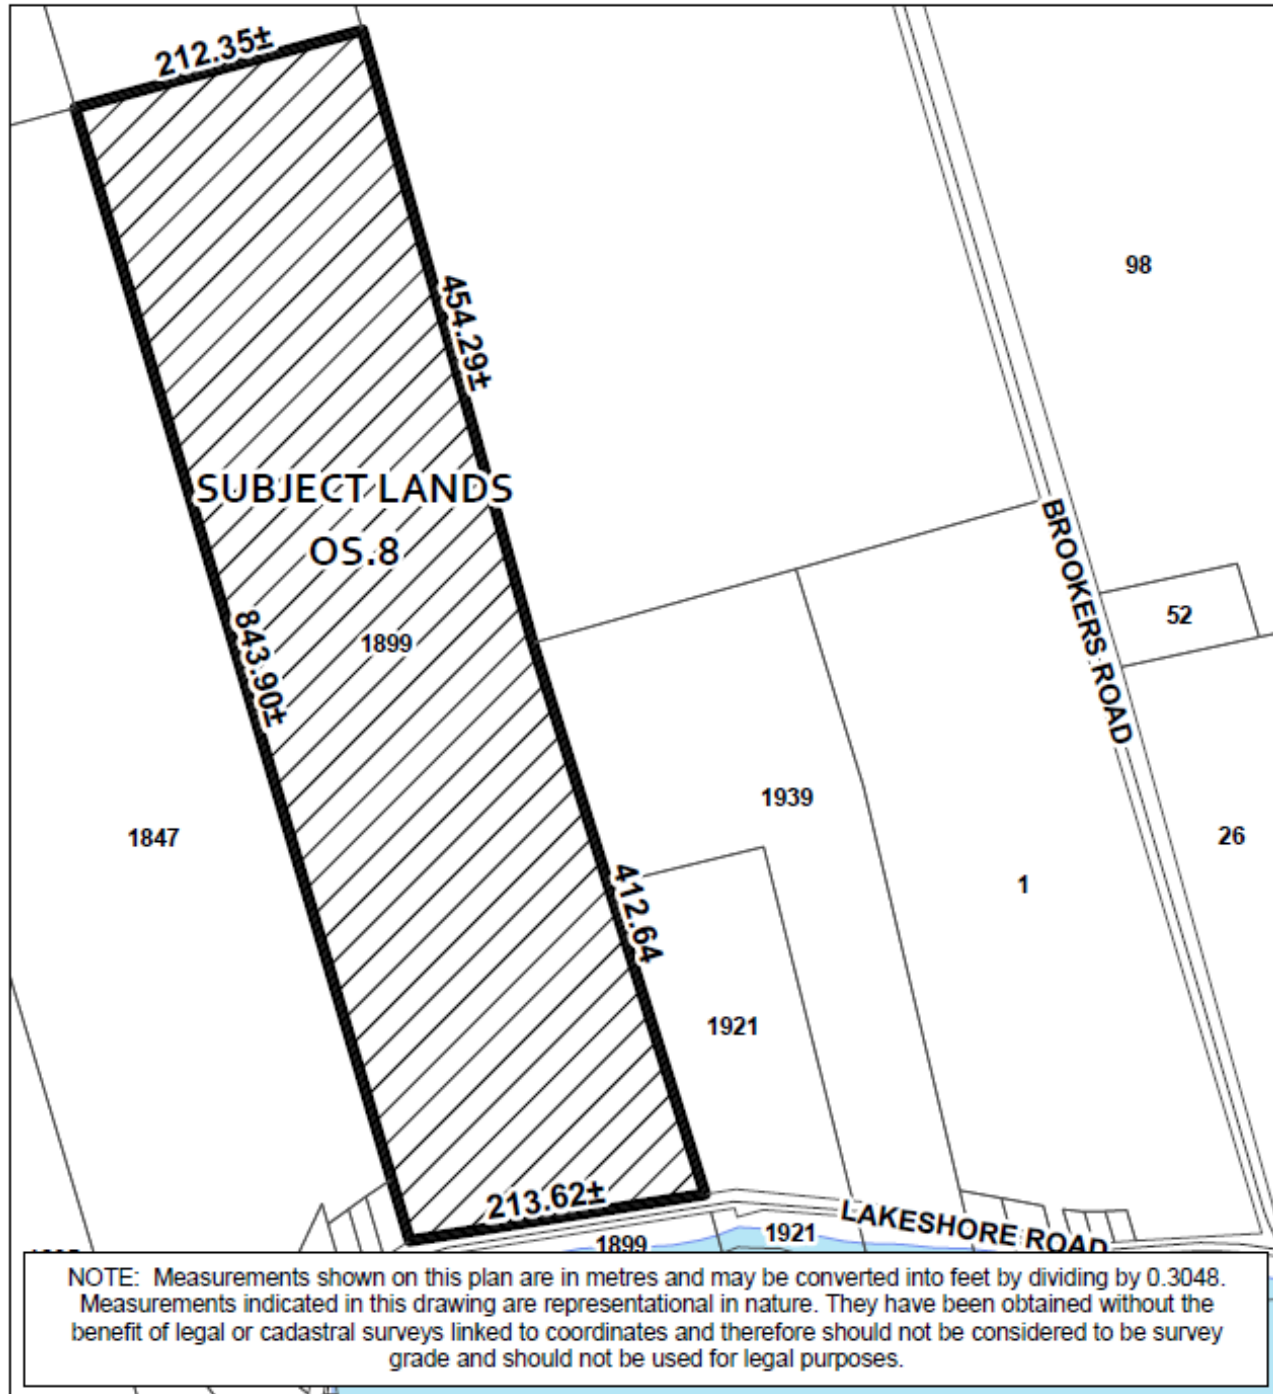 212.35±
454.29±
98
SUBJECT LANDS
OS.8
BROOKERS ROAD
52
843.90±
1899
1939
1847
26
412.64
1
1921
213.62±
LAKESHORE ROAD
1921
1899
NOTE: Measurements shown on this plan are in metres and may be converted into feet by dividing by 0.3048.
Measurements indicated in this drawing are representational in nature. They have been obtained without the
benefit of legal or cadastral surveys linked to coordinates and therefore should not be considered to be survey
grade and should not be used for legal purposes.